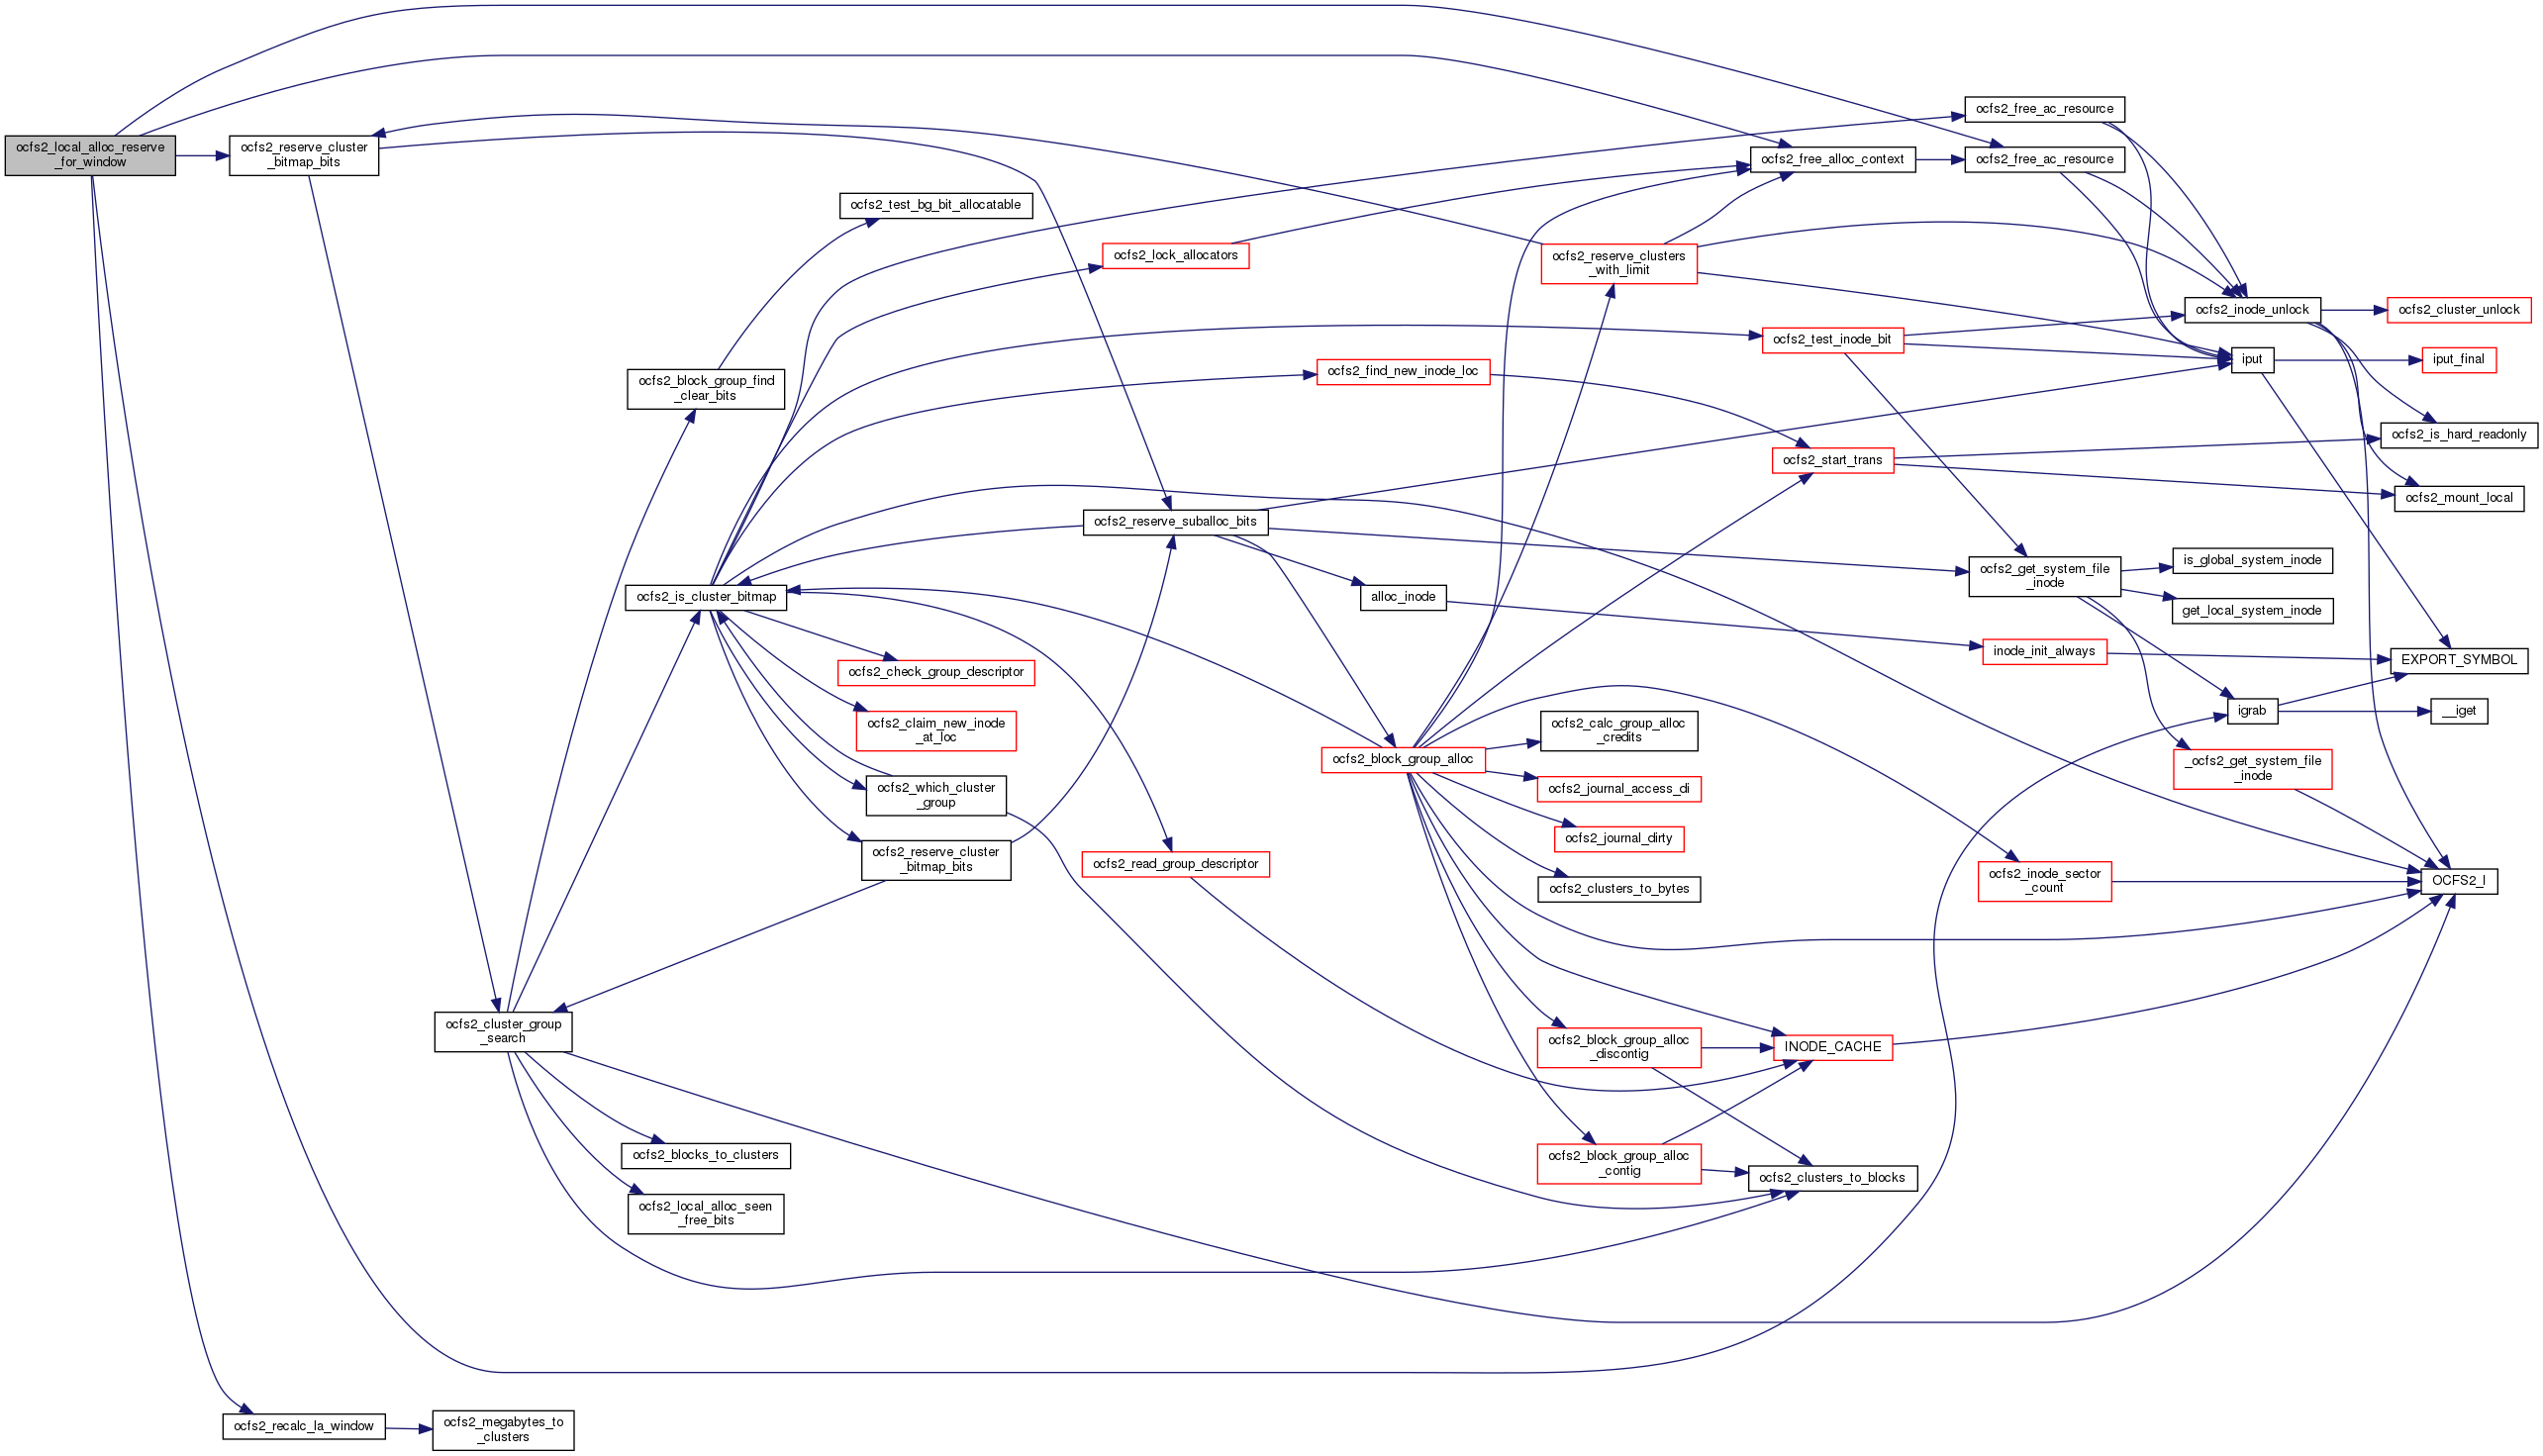 ocfs2_local_alloc_reserve
_for_window
ocfs2_reserve_cluster
_bitmap_bits
ocfs2_recalc_la_window
ocfs2_megabytes_to
_clusters
ocfs2_cluster_group
_search
ocfs2_block_group_find
_clear_bits
ocfs2_is_cluster_bitmap
ocfs2_blocks_to_clusters
ocfs2_local_alloc_seen
_free_bits
ocfs2_test_bg_bit_allocatable
ocfs2_check_group_descriptor
ocfs2_claim_new_inode
_at_loc
ocfs2_which_cluster
_group
ocfs2_reserve_cluster
_bitmap_bits
ocfs2_lock_allocators
ocfs2_reserve_suballoc_bits
ocfs2_read_group_descriptor
ocfs2_find_new_inode_loc
alloc_inode
ocfs2_block_group_alloc
ocfs2_reserve_clusters
_with_limit
ocfs2_calc_group_alloc
_credits
ocfs2_journal_access_di
ocfs2_journal_dirty
ocfs2_clusters_to_bytes
ocfs2_block_group_alloc
_discontig
ocfs2_block_group_alloc
_contig
ocfs2_free_alloc_context
ocfs2_test_inode_bit
ocfs2_start_trans
INODE_CACHE
ocfs2_clusters_to_blocks
ocfs2_free_ac_resource
ocfs2_free_ac_resource
ocfs2_get_system_file
_inode
inode_init_always
ocfs2_inode_sector
_count
ocfs2_inode_unlock
iput
igrab
_ocfs2_get_system_file
_inode
is_global_system_inode
get_local_system_inode
ocfs2_cluster_unlock
iput_final
ocfs2_is_hard_readonly
ocfs2_mount_local
EXPORT_SYMBOL
__iget
OCFS2_I